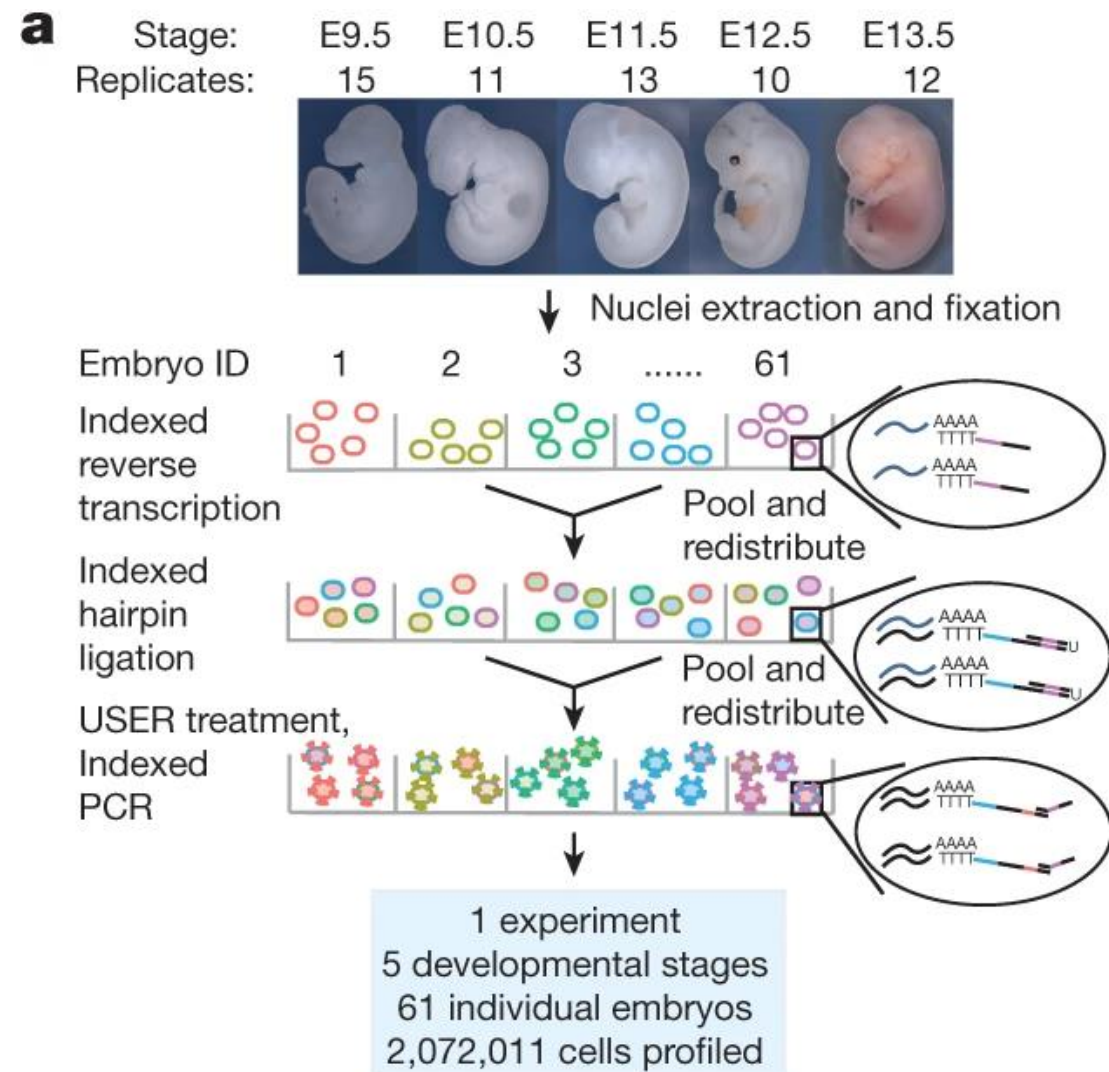 a
Stage: E9.5 E10.5 E11.5 E12.5 E13.5
Replicates: 15 11 13 10 12
Nuclei extraction and fixation
Embryo ID 1 2 3 ...... 61
Indexed
reverse
transcription
AAAA
TTTT
AAAA
TTTT
Pool and
redistribute
Indexed
hairpin
ligation
AAAA
TTTT
U
AAAA
TTTT
U
Pool and
redistribute
USER treatment,
Indexed
PCR
AAAA
TTTT
AAAA
TTTT
1 experiment
5 developmental stages
61 individual embryos
2,072,011 cells profiled